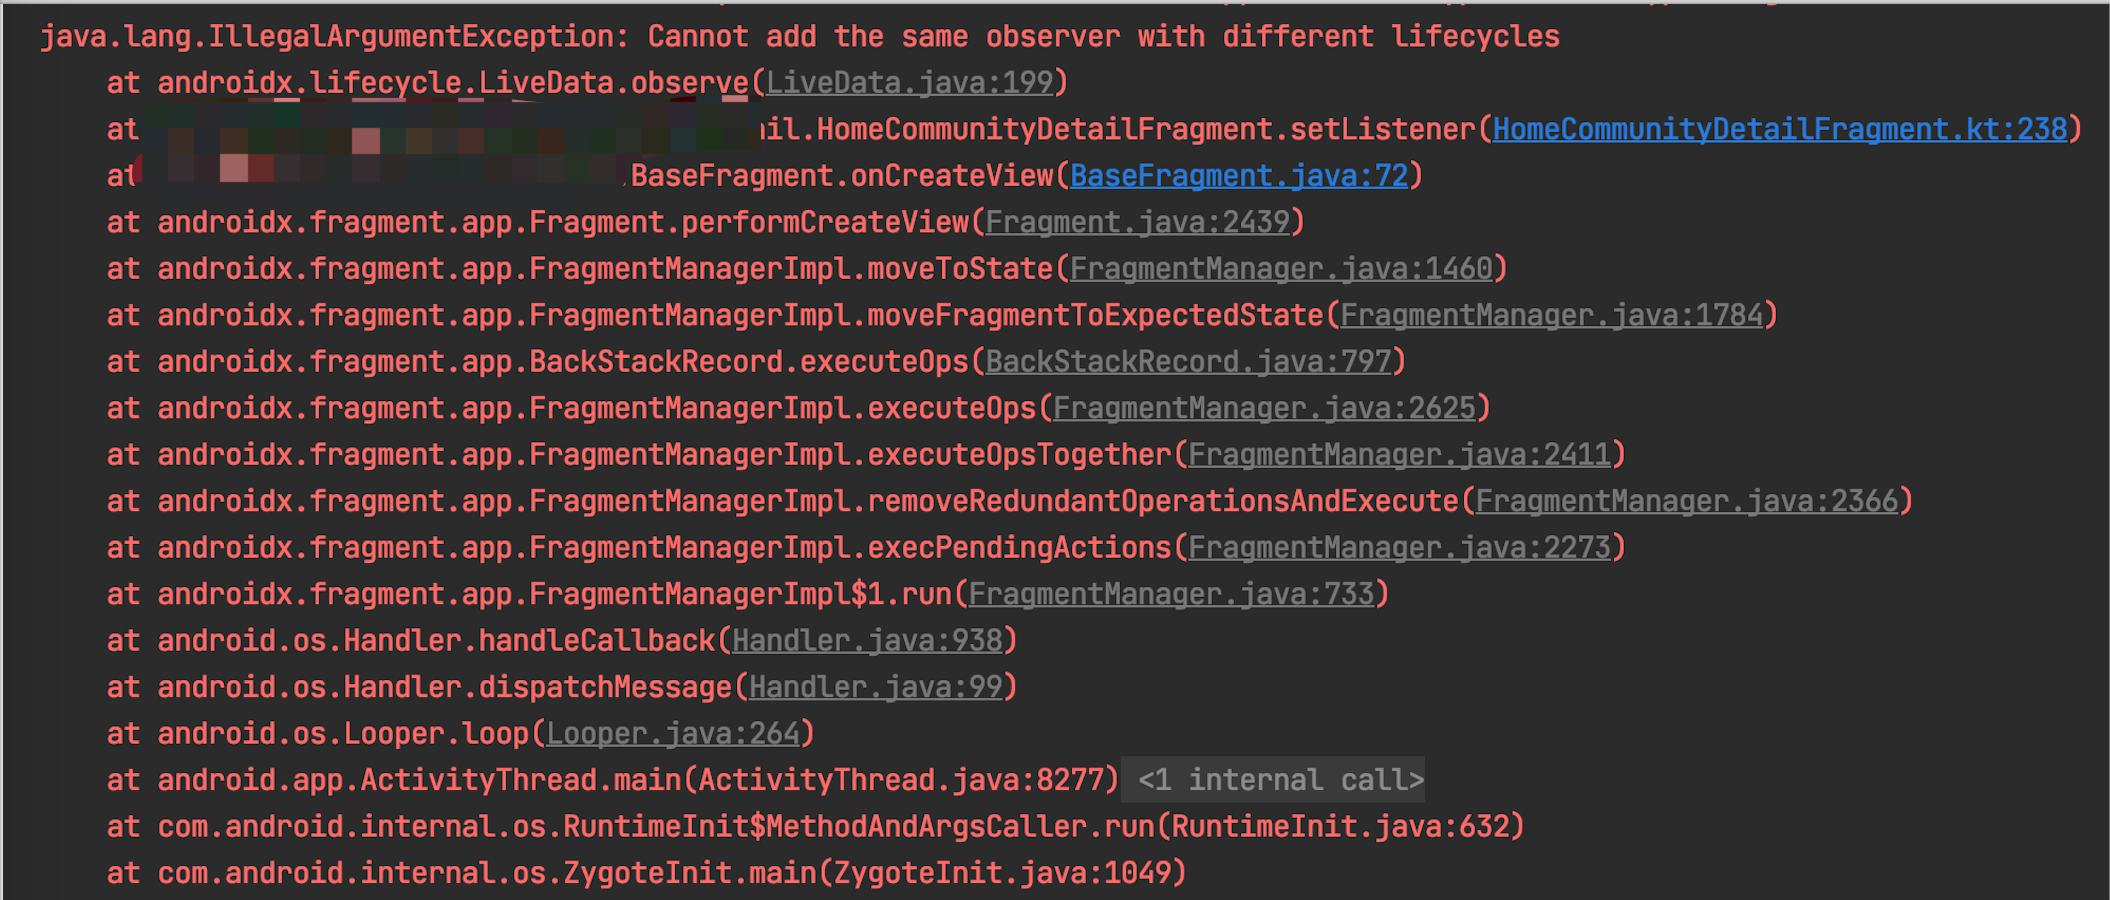 java.lang.IllegalArgumentException: Cannot add the same observer with different lifecycles
at androidx.lifecycle.LiveData.observe(LiveData.java:199)
at il.HomeCommunityDetailFragment.setListener(HomeCommunityDetailFragment.kt:238)
at BaseFragment.onCreateView(BaseFragment.java:72)
at androidx.fragment.app.Fragment.performCreateView(Fragment.java:2439)
at androidx.fragment.app.FragmentManagerImpl.moveToState(FragmentManager.java:1460)
at androidx.fragment.app.FragmentManagerImpl.moveFragmentToExpectedState(FragmentManager.java:1784)
at androidx.fragment.app.BackStackRecord.executeOps(BackStackRecord.java:797)
at androidx.fragment.app.FragmentManagerImpl.executeOps(FragmentManager.java:2625)
at androidx.fragment.app.FragmentManagerImpl.executeOpsTogether(FragmentManager.java:2411)
at androidx.fragment.app.FragmentManagerImpl.removeRedundantOperationsAndExecute(FragmentManager.java:2366)
at androidx.fragment.app.FragmentManagerImpl.execPendingActions(FragmentManager.java:2273)
at androidx.fragment.app.FragmentManagerImpl$1.run(FragmentManager.java:733)
at android.os.Handler.handleCallback(Handler.java:938)
at android.os.Handler.dispatchMessage(Handler.java:99)
at android.os.Looper.loop(Looper.java:264)
at android.app.ActivityThread.main(ActivityThread.java:8277) <1 internal call>
at com.android.internal.os.RuntimeInit$MethodAndArgsCaller.run(RuntimeInit.java:632)
at com.android.internal.os.ZygoteInit.main(ZygoteInit.java:1049)